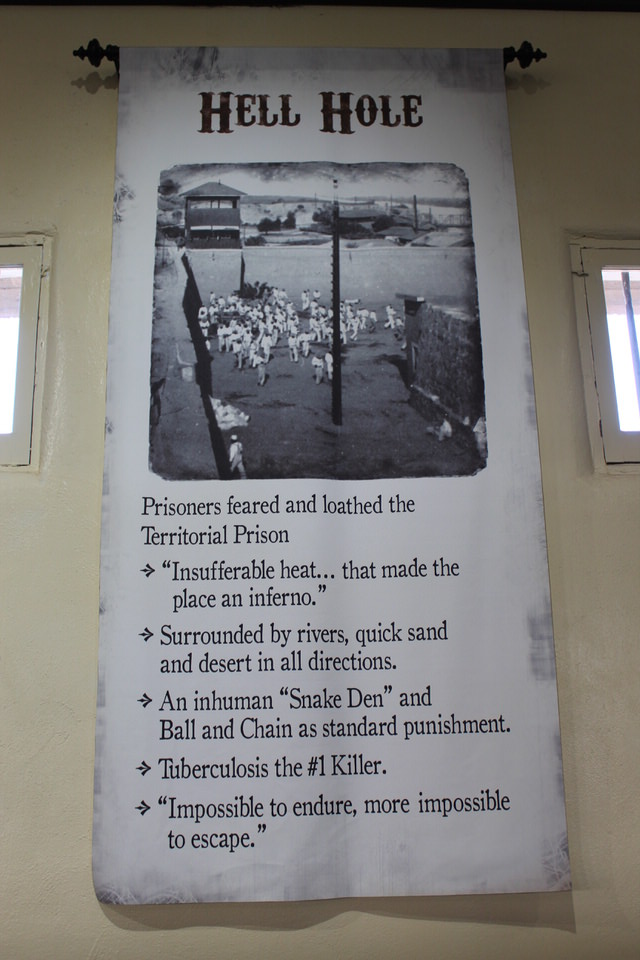 HELL HOLE
Prisoners feared and loathed the
Territorial Prison
→ “Insufferable heat... that made the
place an inferno.”
→ Surrounded by rivers, quick sand
and desert in all directions.
→ An inhuman “Snake Den” and
Ball and Chain as standard punishment.
→ Tuberculosis the #1 Killer.
→ “Impossible to endure, more impossible
to escape.”